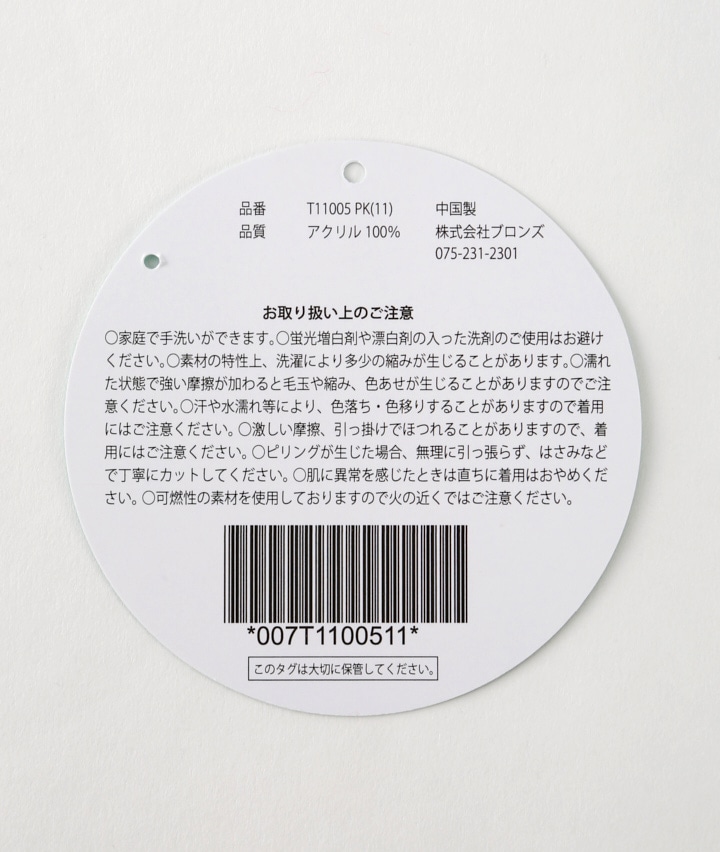 品番 T11005 PK(11) 中国製
品質 アクリル 100% 株式会社ブロンズ
075-231-2301
お取り扱い上のご注意
〇家庭で手洗いができます。〇蛍光増白剤や漂白剤の入った洗剤のご使用はお避け
ください。〇素材の特性上、洗濯により多少の縮みが生じることがあります。〇濡れ
た状態で強い摩擦が加わると毛玉や縮み、色あせが生じることがありますのでご注
意ください。〇汗や水濡れ等により、色落ち・色移りすることがありますので着用
にはご注意ください。〇激しい摩擦、引っ掛けでほつれることがありますので、着
用にはご注意ください。〇ピリングが生じた場合、無理に引っ張らず、はさみなど
で丁寧にカットしてください。〇肌に異常を感じたときは直ちに着用はおやめくだ
さい。〇可燃性の素材を使用しておりますので火の近くではご注意ください。
*007T1100511*
このタグは大切に保管してください。